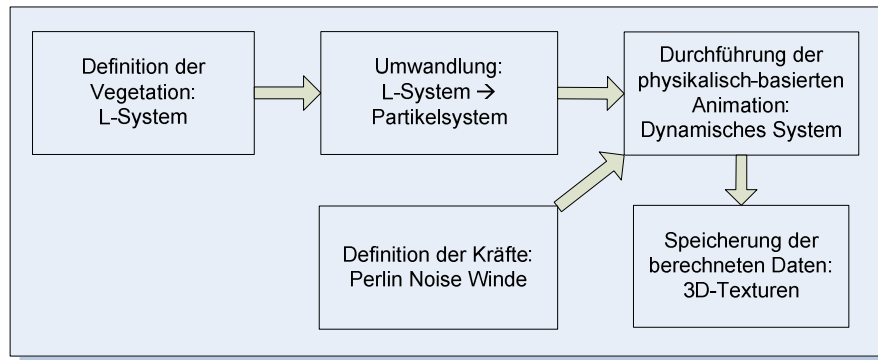 Definition der
Vegetation:
L-System
Umwandlung:
L-System →
Partikelsystem
Durchführung der
physikalisch-basierten
Animation:
Dynamisches System
Definition der Kräfte:
Perlin Noise Winde
Speicherung der
berechneten Daten:
3D-Texturen